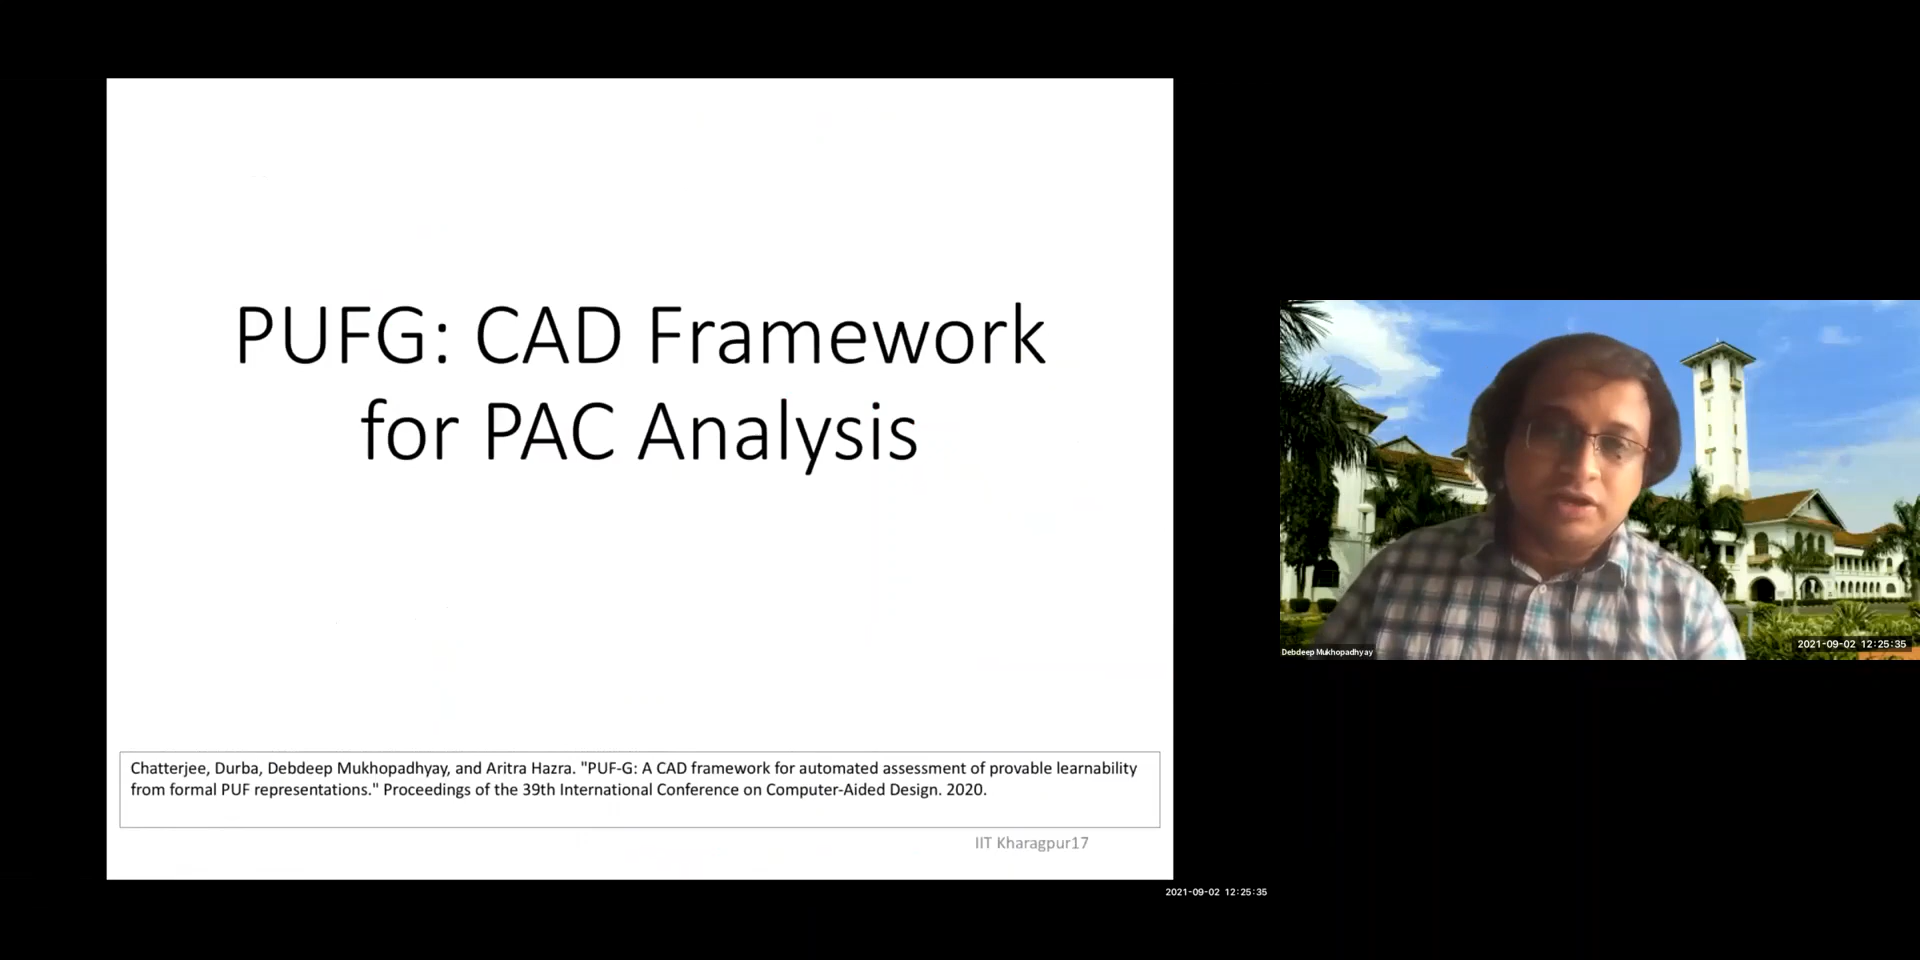 PUFG: CAD Framework
for PAC Analysis
Chatterjee, Durba, Debdeep Mukhopadhyay, and Aritra Hazra. "PUF-G: A CAD framework for automated assessment of provable learnability
from formal PUF representations." Proceedings of the 39th International Conference on Computer-Aided Design. 2020.
IIT Kharagpur17
2021-09-02 12:25:35
Debdeep Mukhopadhyay
2021-09-02 12:25:35